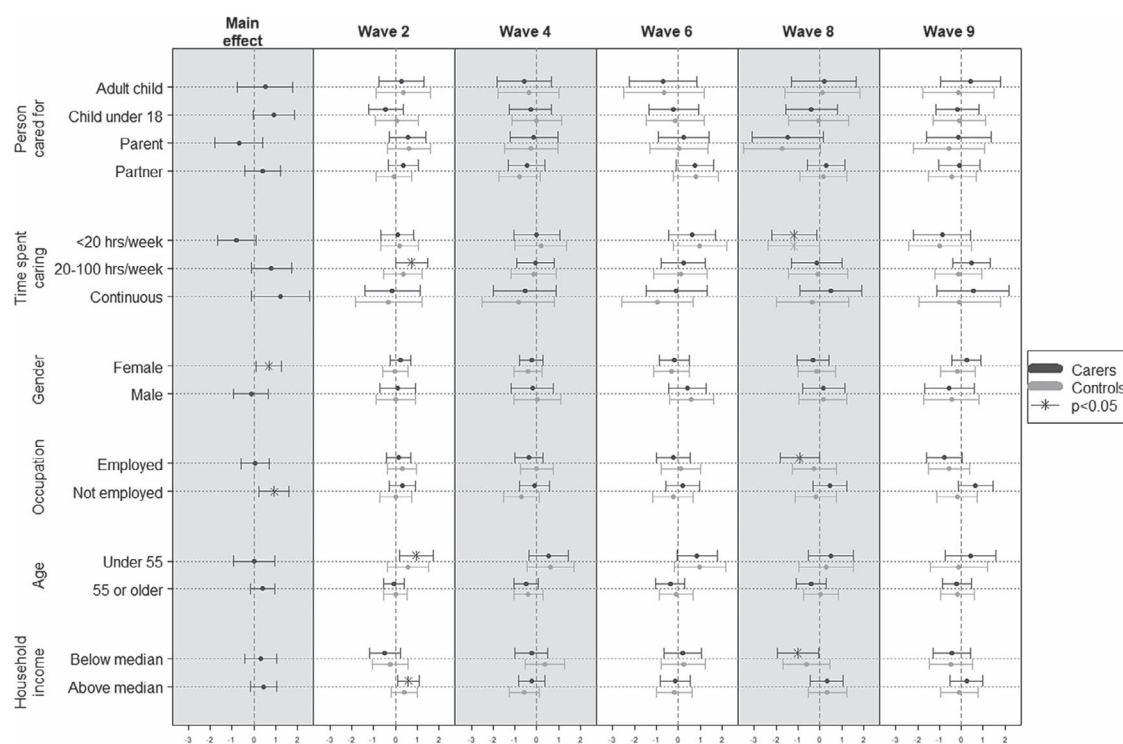 Main effect
Wave 2
Wave 4
Wave 6
Wave 8
Wave 9
Person cared for
Adult child
Child under 18
Parent
Partner
Time spent caring
<20 hrs/week
20-100 hrs/week
Continuous
Gender
Female
Male
Occupation
Employed
Not employed
Age
Under 55
55 or older
Household income
Below median
Above median
Carers
Controls
p<0.05
-3 -2 -1 0 1 2 -3 -2 -1 0 1 2 -3 -2 -1 0 1 2 -3 -2 -1 0 1 2 -3 -2 -1 0 1 2 -3 -2 -1 0 1 2